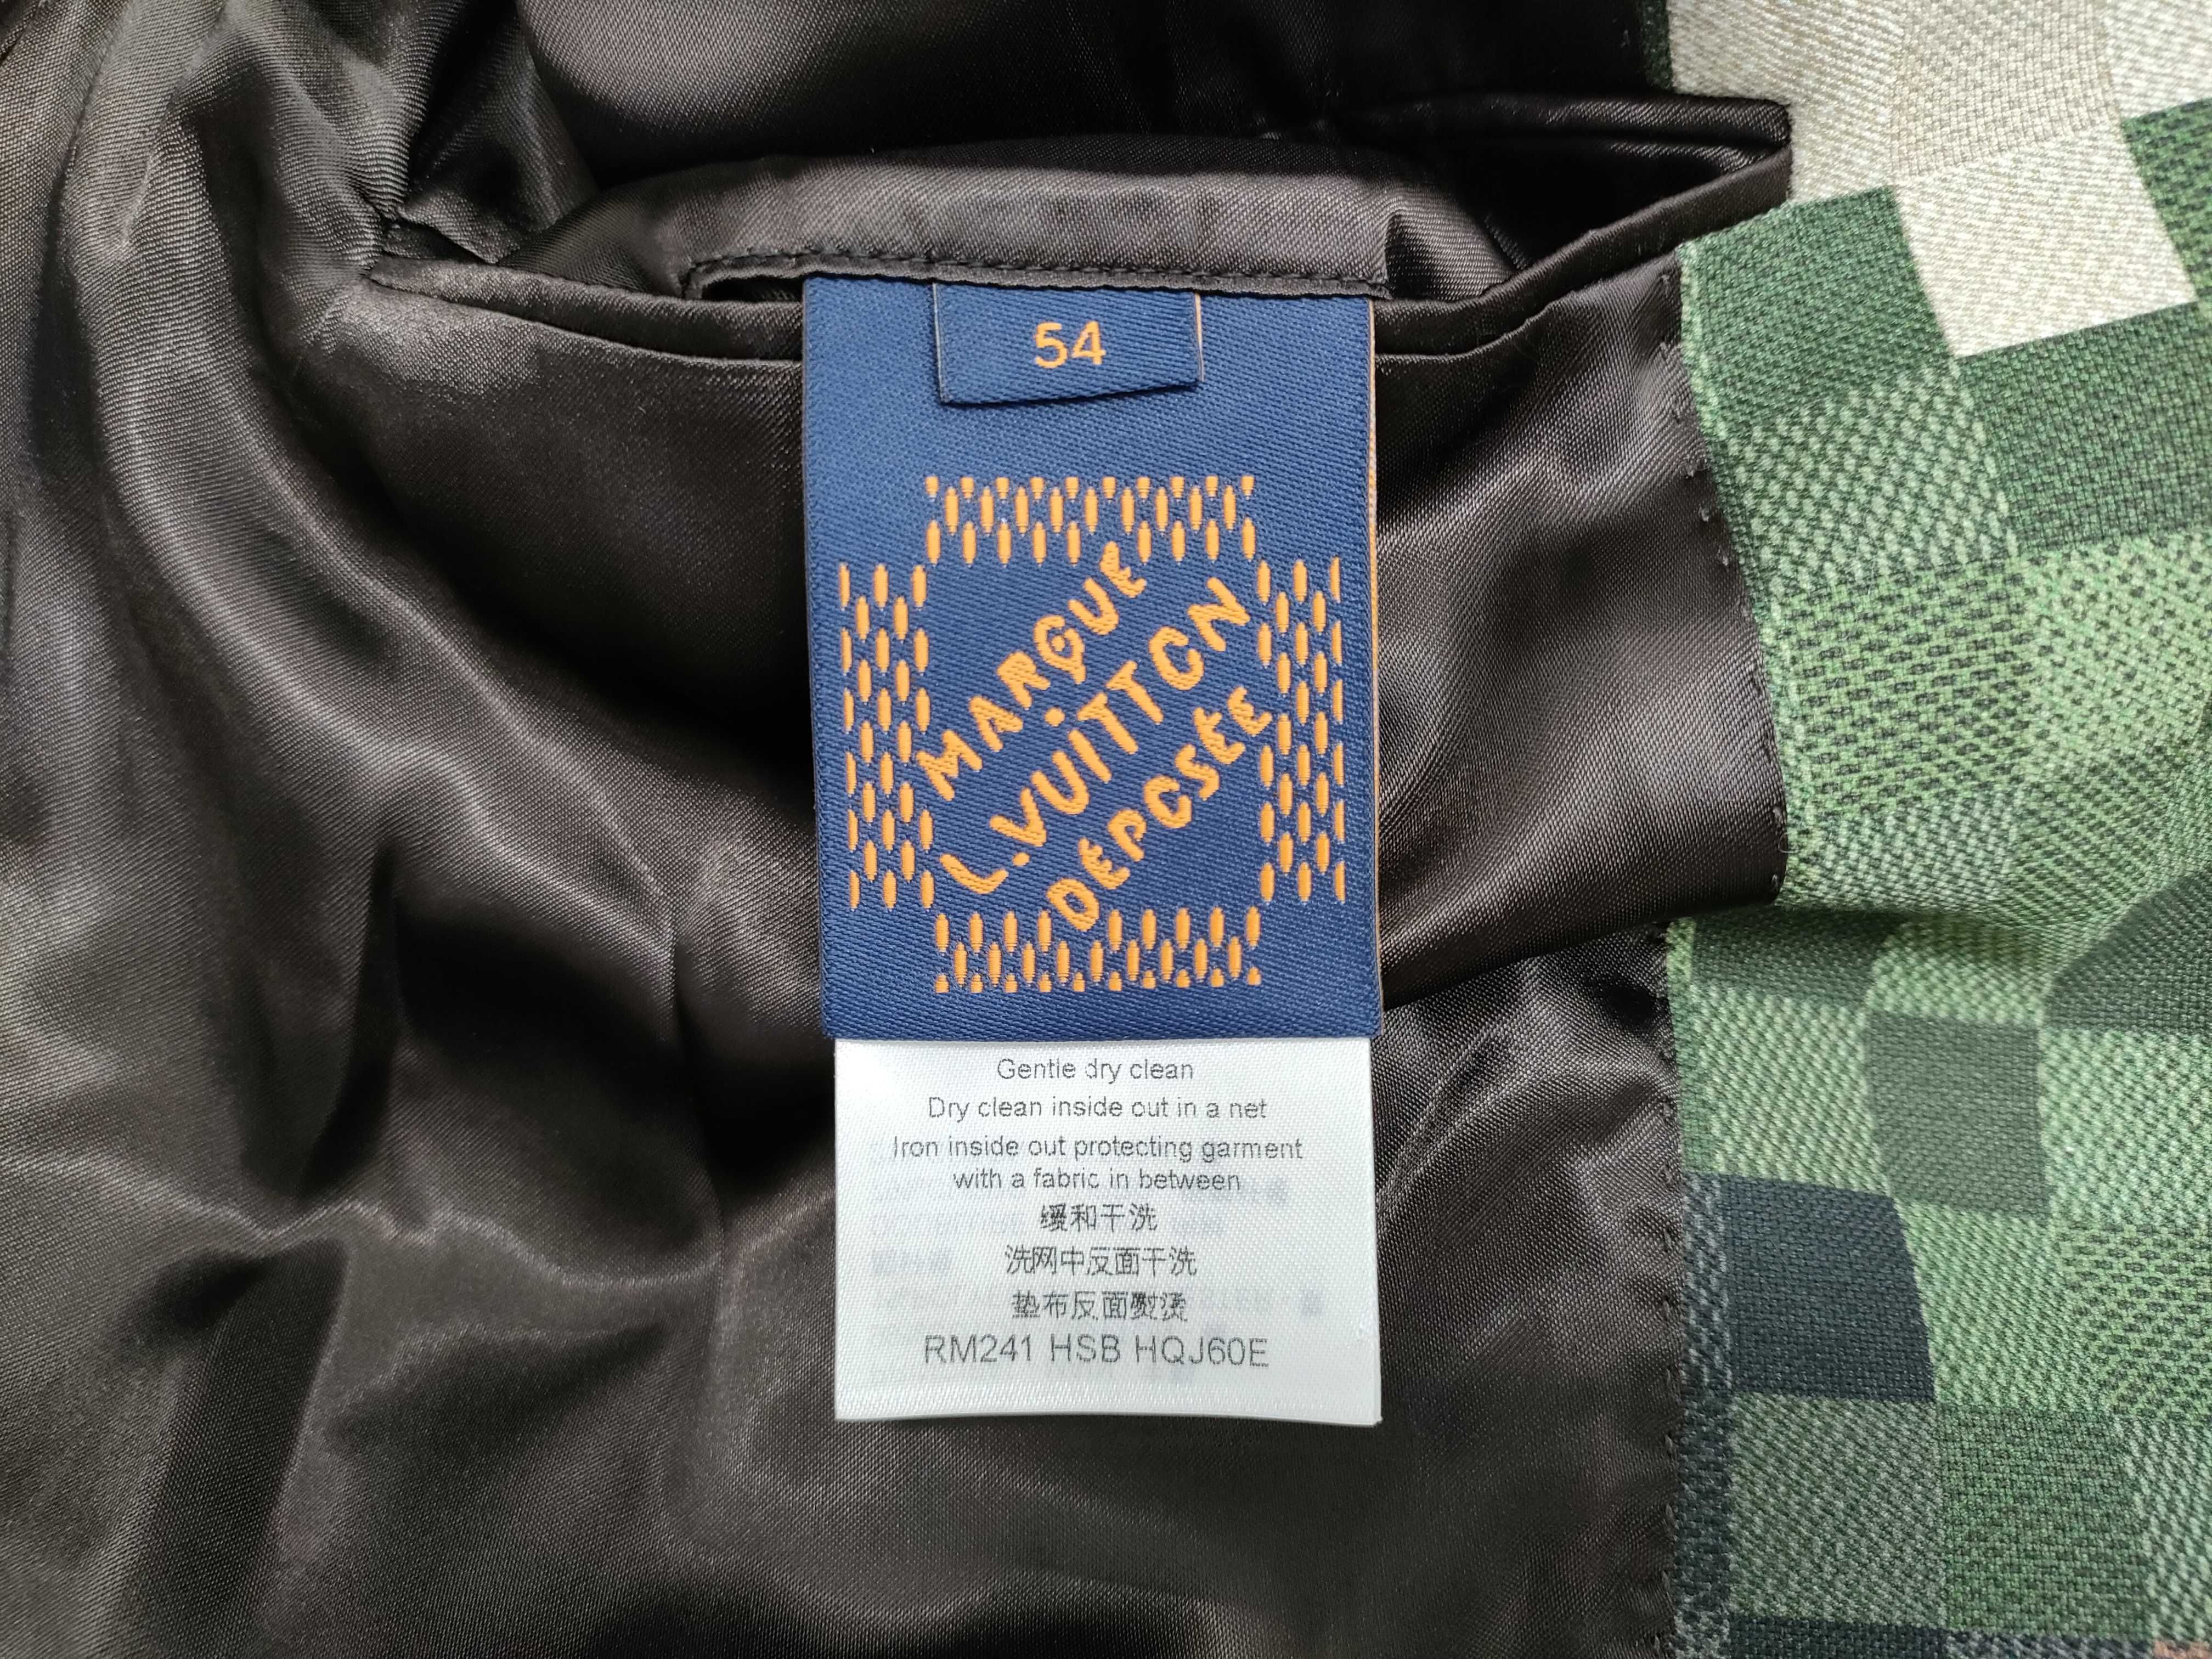 54
MARQUE
L.VUiTTON
DÉPOSÉE
Gentle dry clean
Dry clean inside out in a net
Iron inside out protecting garment
with a fabric in between
缓和干洗
洗网中反面干洗
垫布反面熨烫
RM241 HSB HQJ60E